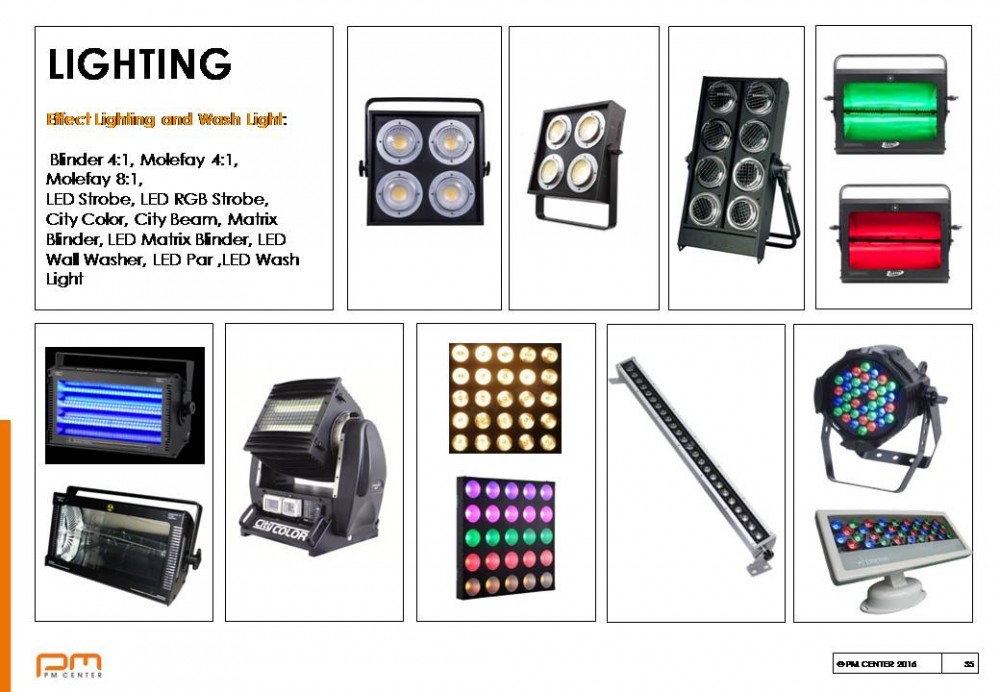 LIGHTING
Effect Lighting and Wash Light:
Blinder 4:1, Molefay 4:1,
Molefay 8:1,
LED Strobe, LED RGB Strobe,
City Color, City Beam, Matrix
Blinder, LED Matrix Blinder, LED
Wall Washer, LED Par ,LED Wash
Light
CITY COLOR
PM
PM CENTER
©PM CENTER 2016
35